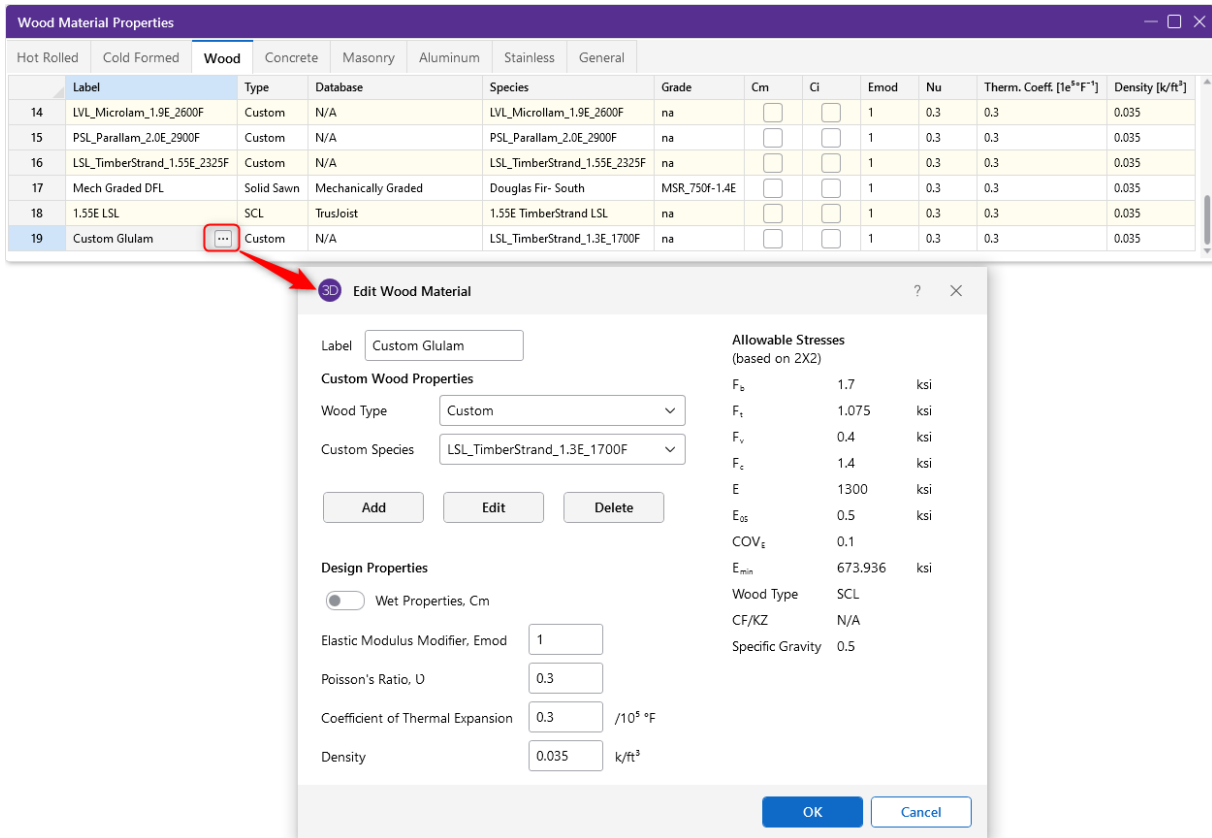 Wood Material Properties
Hot Rolled Cold Formed Wood Concrete Masonry Aluminum Stainless General
Label Type Database Species Grade Cm Ci Emod Nu Therm. Coeff. [1e⁵°F⁻¹] Density [k/ft³]
14 LVL_Microlam_1.9E_2600F Custom N/A LVL_Microllam_1.9E_2600F na 1 0.3 0.3 0.035
15 PSL_Parallam_2.0E_2900F Custom N/A PSL_Parallam_2.0E_2900F na 1 0.3 0.3 0.035
16 LSL_TimberStrand_1.55E_2325F Custom N/A LSL_TimberStrand_1.55E_2325F na 1 0.3 0.3 0.035
17 Mech Graded DFL Solid Sawn Mechanically Graded Douglas Fir- South MSR_750f-1.4E 1 0.3 0.3 0.035
18 1.55E LSL SCL TrusJoist 1.55E TimberStrand LSL na 1 0.3 0.3 0.035
19 Custom Glulam ... Custom N/A LSL_TimberStrand_1.3E_1700F na 1 0.3 0.3 0.035
3D Edit Wood Material ?
Label Custom Glulam
Custom Wood Properties
Wood Type Custom
Custom Species LSL_TimberStrand_1.3E_1700F
Add Edit Delete
Design Properties
Wet Properties, Cm
Elastic Modulus Modifier, Emod 1
Poisson's Ratio, Ʋ 0.3
Coefficient of Thermal Expansion 0.3 /10⁵ °F
Density 0.035 k/ft³
Allowable Stresses
(based on 2X2)
F_b 1.7 ksi
F_t 1.075 ksi
F_v 0.4 ksi
F_c 1.4 ksi
E 1300 ksi
E₀₅ 0.5 ksi
COV_E 0.1
E_min 673.936 ksi
Wood Type SCL
CF/KZ N/A
Specific Gravity 0.5
OK Cancel